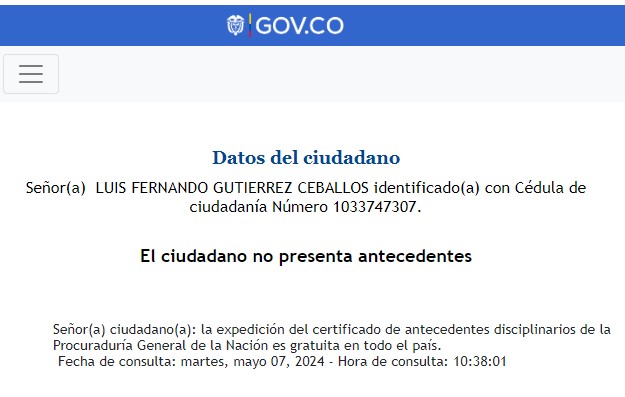 GOV.CO
Datos del ciudadano
Señor(a) LUIS FERNANDO GUTIERREZ CEBALLOS identificado(a) con Cédula de
ciudadanía Número 1033747307.
El ciudadano no presenta antecedentes
Señor(a) ciudadano(a): la expedición del certificado de antecedentes disciplinarios de la
Procuraduría General de la Nación es gratuita en todo el país.
Fecha de consulta: martes, mayo 07, 2024 - Hora de consulta: 10:38:01